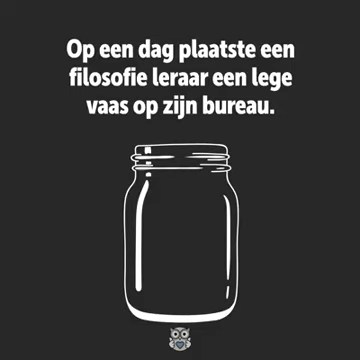 Op een dag plaatste een
filosofie leraar een lege
vaas op zijn bureau.